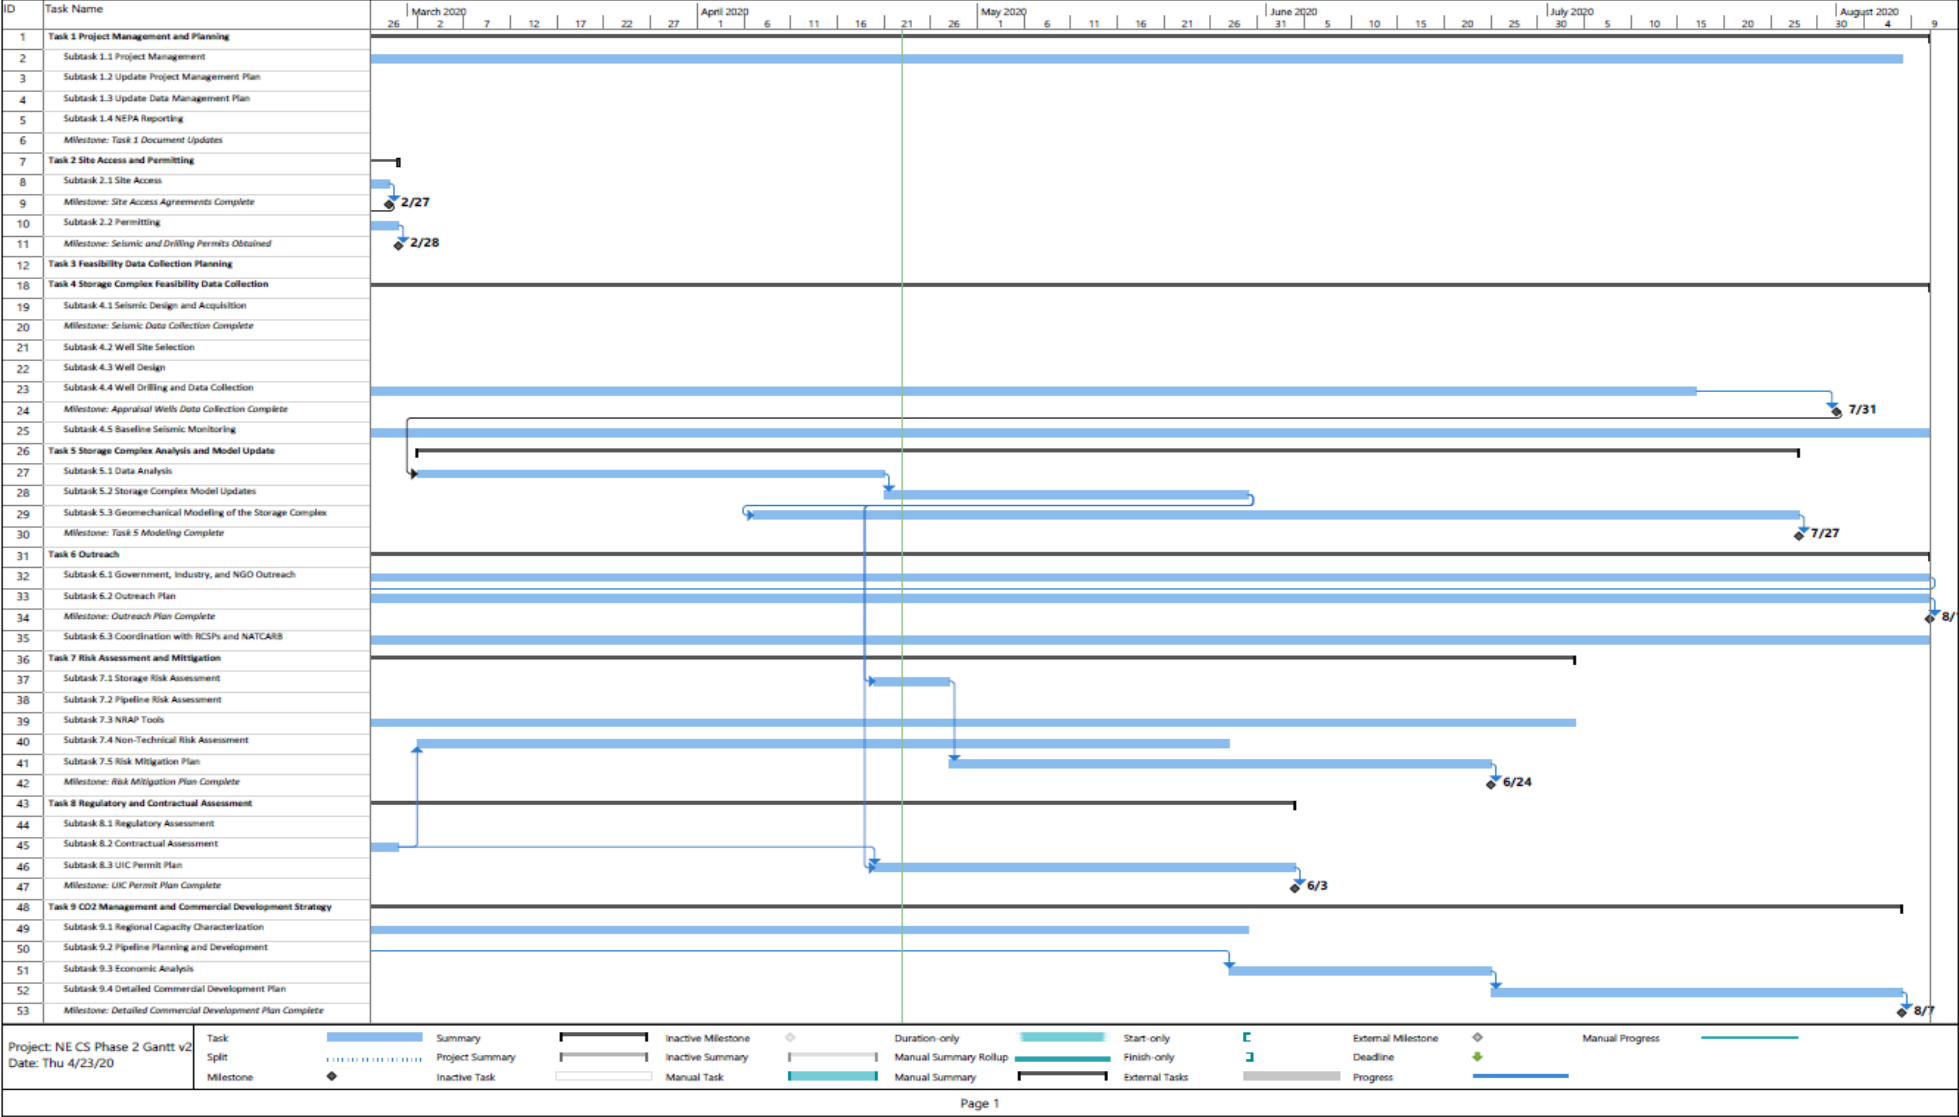 ID Task Name March 2020 April 2020 May 2020 June 2020 July 2020 August 2020
26 2 7 12 17 22 27 1 6 11 16 21 26 1 6 11 16 21 26 31 5 10 15 20 25 30 5 10 15 20 25 30 4 9
1 Task 1 Project Management and Planning
2 Subtask 1.1 Project Management
3 Subtask 1.2 Update Project Management Plan
4 Subtask 1.3 Update Data Management Plan
5 Subtask 1.4 NEPA Reporting
6 Milestone: Task 1 Document Updates
7 Task 2 Site Access and Permitting
8 Subtask 2.1 Site Access
9 Milestone: Site Access Agreements Complete 2/27
10 Subtask 2.2 Permitting
11 Milestone: Seismic and Drilling Permits Obtained 2/28
12 Task 3 Feasibility Data Collection Planning
18 Task 4 Storage Complex Feasibility Data Collection
19 Subtask 4.1 Seismic Design and Acquisition
20 Milestone: Seismic Data Collection Complete
21 Subtask 4.2 Well Site Selection
22 Subtask 4.3 Well Design
23 Subtask 4.4 Well Drilling and Data Collection
24 Milestone: Appraisal Wells Data Collection Complete 7/31
25 Subtask 4.5 Baseline Seismic Monitoring
26 Task 5 Storage Complex Analysis and Model Update
27 Subtask 5.1 Data Analysis
28 Subtask 5.2 Storage Complex Model Updates
29 Subtask 5.3 Geomechanical Modeling of the Storage Complex
30 Milestone: Task 5 Modeling Complete 7/27
31 Task 6 Outreach
32 Subtask 6.1 Government, Industry, and NGO Outreach
33 Subtask 6.2 Outreach Plan
34 Milestone: Outreach Plan Complete 8/
35 Subtask 6.3 Coordination with RCSPs and NATCARB
36 Task 7 Risk Assessment and Mittigation
37 Subtask 7.1 Storage Risk Assessment
38 Subtask 7.2 Pipeline Risk Assessment
39 Subtask 7.3 NRAP Tools
40 Subtask 7.4 Non-Technical Risk Assessment
41 Subtask 7.5 Risk Mitigation Plan
42 Milestone: Risk Mitigation Plan Complete 6/24
43 Task 8 Regulatory and Contractual Assessment
44 Subtask 8.1 Regulatory Assessment
45 Subtask 8.2 Contractual Assessment
46 Subtask 8.3 UIC Permit Plan
47 Milestone: UIC Permit Plan Complete 6/3
48 Task 9 CO2 Management and Commercial Development Strategy
49 Subtask 9.1 Regional Capacity Characterization
50 Subtask 9.2 Pipeline Planning and Development
51 Subtask 9.3 Economic Analysis
52 Subtask 9.4 Detailed Commercial Development Plan
53 Milestone: Detailed Commercial Development Plan Complete 8/7
Project: NE CS Phase 2 Gantt v2
Date: Thu 4/23/20
Task Summary Inactive Milestone Duration-only Start-only External Milestone Manual Progress
Split Project Summary Inactive Summary Manual Summary Rollup Finish-only Deadline
Milestone Inactive Task Manual Task Manual Summary External Tasks Progress
Page 1